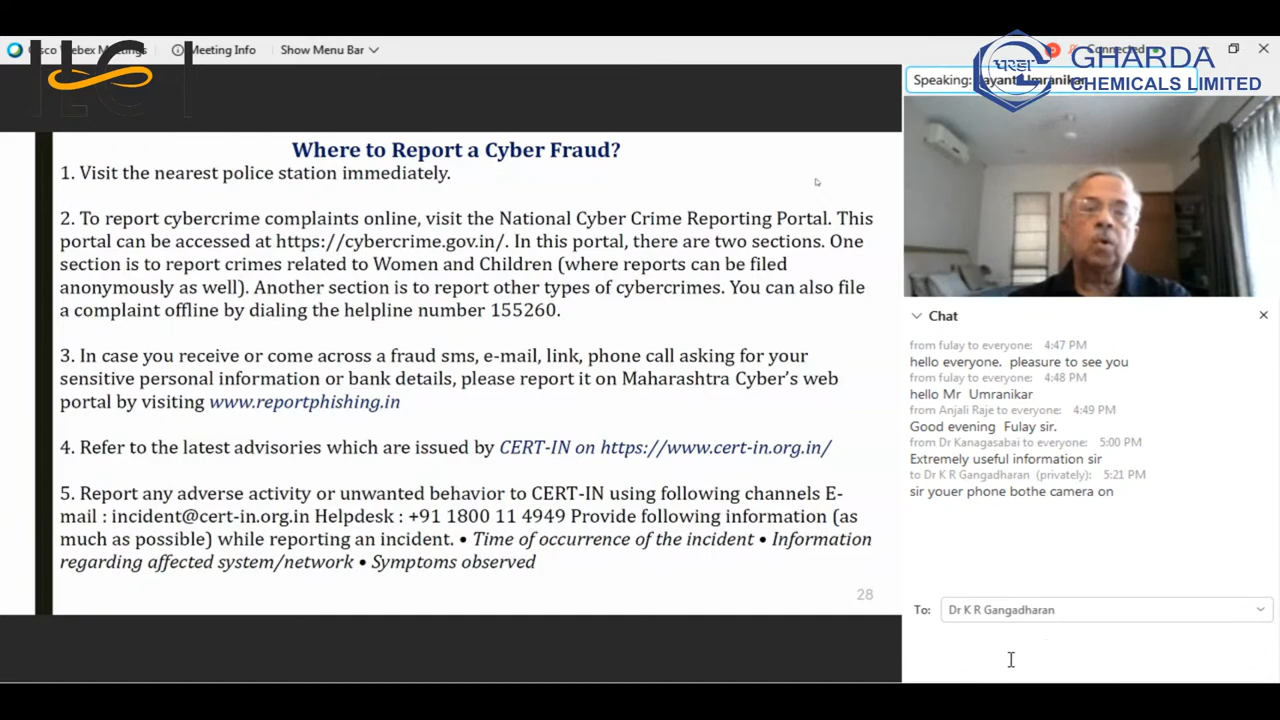 Cisco Webex Meetings
Meeting Info
Show Menu Bar
Connected
घरडा
GHARDA
CHEMICALS LIMITED
Speaking: Jayant Umranikar
Where to Report a Cyber Fraud?
1. Visit the nearest police station immediately.
2. To report cybercrime complaints online, visit the National Cyber Crime Reporting Portal. This
portal can be accessed at https://cybercrime.gov.in/. In this portal, there are two sections. One
section is to report crimes related to Women and Children (where reports can be filed
anonymously as well). Another section is to report other types of cybercrimes. You can also file
a complaint offline by dialing the helpline number 155260.
3. In case you receive or come across a fraud sms, e-mail, link, phone call asking for your
sensitive personal information or bank details, please report it on Maharashtra Cyber's web
portal by visiting www.reportphishing.in
4. Refer to the latest advisories which are issued by CERT-IN on https://www.cert-in.org.in/
5. Report any adverse activity or unwanted behavior to CERT-IN using following channels E-
mail : incident@cert-in.org.in Helpdesk : +91 1800 11 4949 Provide following information (as
much as possible) while reporting an incident. • Time of occurrence of the incident • Information
regarding affected system/network • Symptoms observed
28
Chat
from fulay to everyone: 4:47 PM
hello everyone. pleasure to see you
from fulay to everyone: 4:48 PM
hello Mr Umranikar
from Anjali Raje to everyone: 4:49 PM
Good evening Fulay sir.
from Dr Kanagasabai to everyone: 5:00 PM
Extremely useful information sir
to Dr K R Gangadharan (privately): 5:21 PM
sir youer phone bothe camera on
To: Dr K R Gangadharan